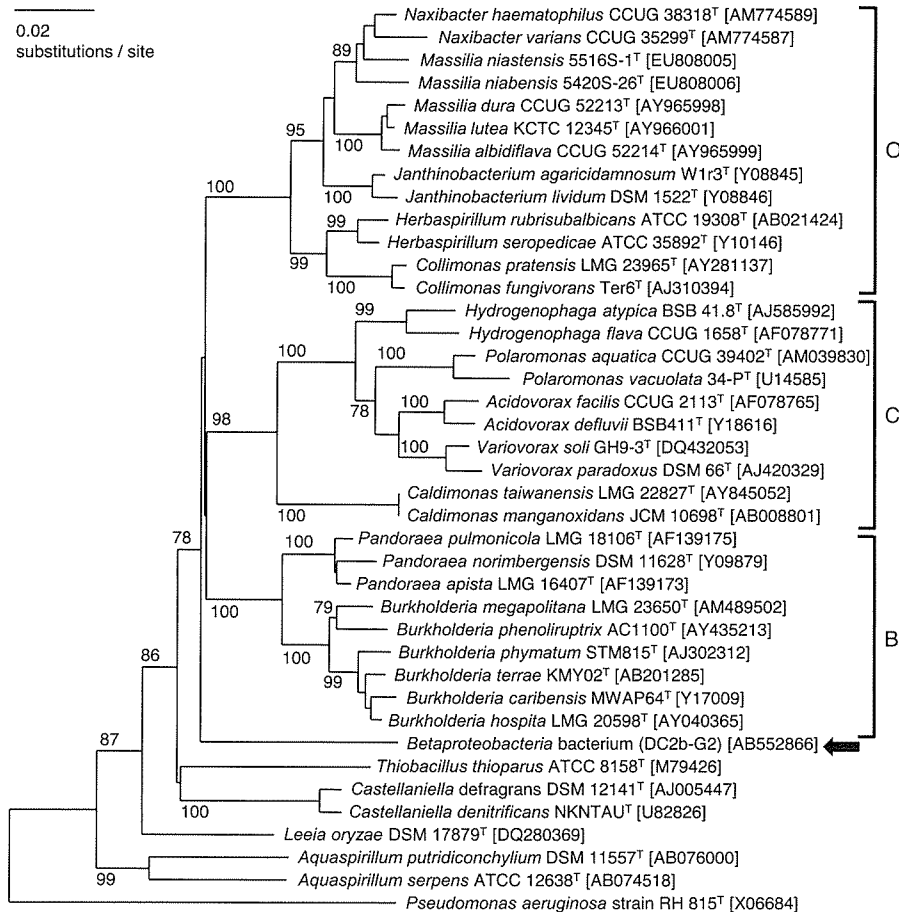 0.02
substitutions / site
Naxibacter haematophilus CCUG 38318ᵀ [AM774589]
Naxibacter varians CCUG 35299ᵀ [AM774587]
89
Massilia niastensis 5516S-1ᵀ [EU808005]
Massilia niabensis 5420S-26ᵀ [EU808006]
Massilia dura CCUG 52213ᵀ [AY965998]
Massilia lutea KCTC 12345ᵀ [AY966001]
95
100
Massilia albidiflava CCUG 52214ᵀ [AY965999]
O
Janthinobacterium agaricidamnosum W1r3ᵀ [Y08845]
100
100
Janthinobacterium lividum DSM 1522ᵀ [Y08846]
99
Herbaspirillum rubrisubalbicans ATCC 19308ᵀ [AB021424]
Herbaspirillum seropedicae ATCC 35892ᵀ [Y10146]
99
Collimonas pratensis LMG 23965ᵀ [AY281137]
100
Collimonas fungivorans Ter6ᵀ [AJ310394]
99
Hydrogenophaga atypica BSB 41.8ᵀ [AJ585992]
Hydrogenophaga flava CCUG 1658ᵀ [AF078771]
100
100
Polaromonas aquatica CCUG 39402ᵀ [AM039830]
Polaromonas vacuolata 34-Pᵀ [U14585]
78
100
Acidovorax facilis CCUG 2113ᵀ [AF078765]
98
Acidovorax defluvii BSB411ᵀ [Y18616]
C
100
Variovorax soli GH9-3ᵀ [DQ432053]
Variovorax paradoxus DSM 66ᵀ [AJ420329]
Caldimonas taiwanensis LMG 22827ᵀ [AY845052]
100
Caldimonas manganoxidans JCM 10698ᵀ [AB008801]
78
100
Pandoraea pulmonicola LMG 18106ᵀ [AF139175]
Pandoraea norimbergensis DSM 11628ᵀ [Y09879]
Pandoraea apista LMG 16407ᵀ [AF139173]
100
79
Burkholderia megapolitana LMG 23650ᵀ [AM489502]
Burkholderia phenoliruptrix AC1100ᵀ [AY435213]
B
100
Burkholderia phymatum STM815ᵀ [AJ302312]
86
99
Burkholderia terrae KMY02ᵀ [AB201285]
Burkholderia caribensis MWAP64ᵀ [Y17009]
Burkholderia hospita LMG 20598ᵀ [AY040365]
87
Betaproteobacteria bacterium (DC2b-G2) [AB552866]
Thiobacillus thioparus ATCC 8158ᵀ [M79426]
Castellaniella defragrans DSM 12141ᵀ [AJ005447]
100
Castellaniella denitrificans NKNTAUᵀ [U82826]
Leeia oryzae DSM 17879ᵀ [DQ280369]
Aquaspirillum putridiconchylium DSM 11557ᵀ [AB076000]
99
Aquaspirillum serpens ATCC 12638ᵀ [AB074518]
Pseudomonas aeruginosa strain RH 815ᵀ [X06684]